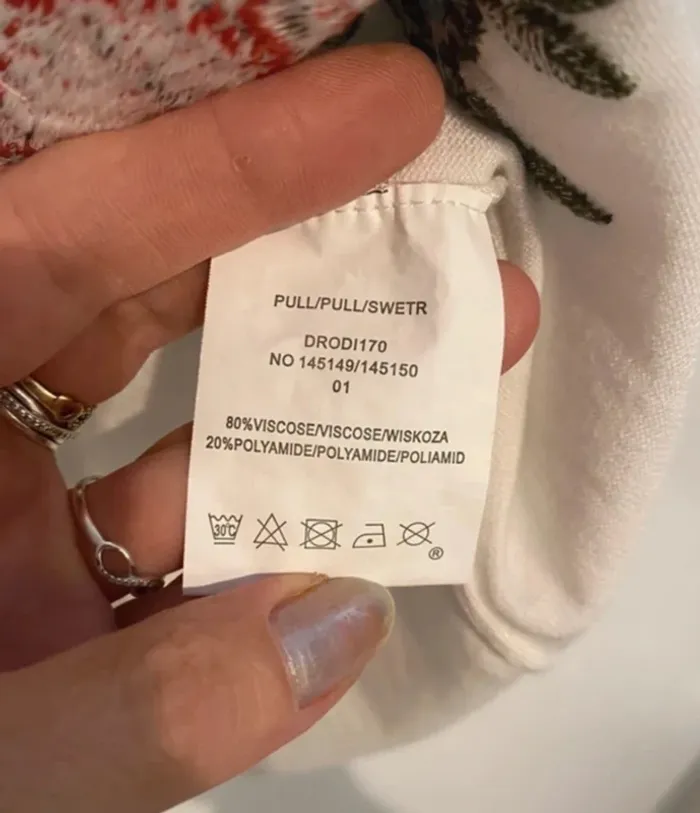 PULL/PULL/SWETR
DRODI170
NO 145149/145150
01
80%VISCOSE/VISCOSE/WISKOZA
20%POLYAMIDE/POLYAMIDE/POLIAMID
30°C
®